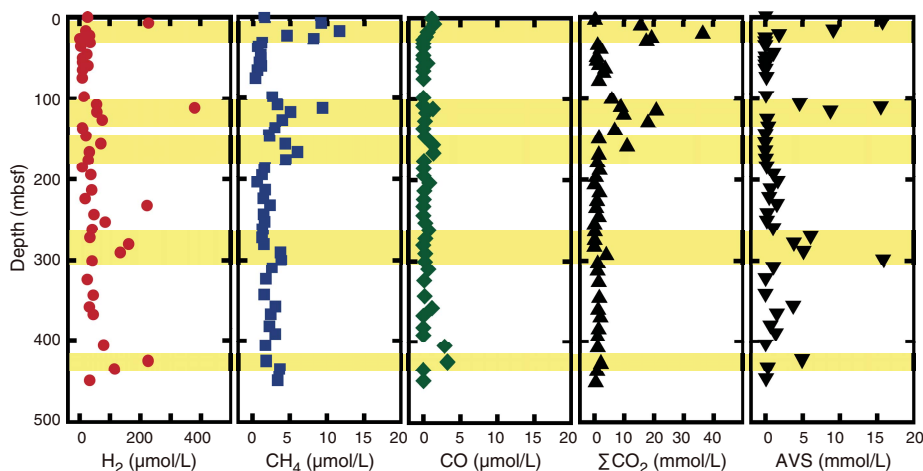 0
100
200
300
400
500
Depth (mbsf)
0 200 400
H₂ (µmol/L)
0 5 10 15 20
CH₄ (µmol/L)
0 5 10 15 20
CO (µmol/L)
0 10 20 30 40
∑CO₂ (mmol/L)
0 5 10 15 20
AVS (mmol/L)